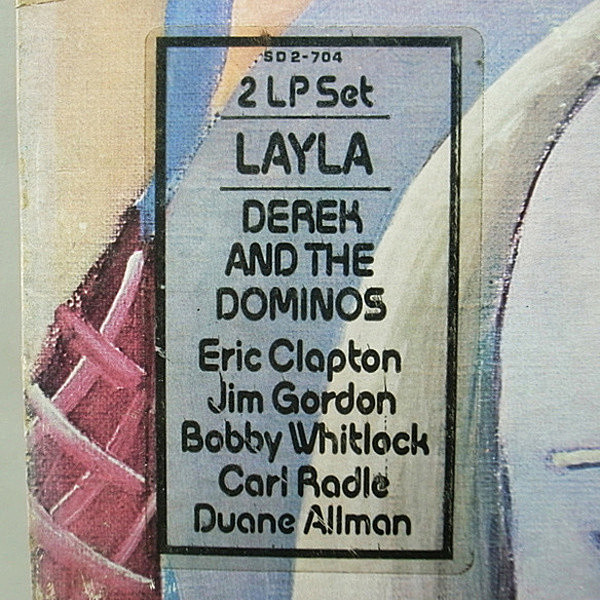 SD 2-704
2 LP Set
LAYLA
DEREK
AND THE
DOMINOS
Eric Clapton
Jim Gordon
Bobby Whitlock
Carl Radle
Duane Allman